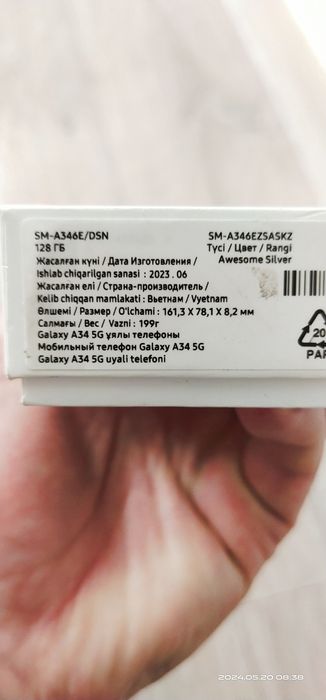 SM-A346E/DSN
SM-A346EZSASKZ
128 ГБ
Түсі / Цвет / Rangi
Жасалған күні / Дата Изготовления /
Awesome Silver
Ishlab chiqarilgan sanasi : 2023 . 06
Жасалған елі / Страна-производитель /
Kelib chiqqan mamlakati : Вьетнам / Vyetnam
Өлшемі / Размер / O'lchami : 161,3 X 78,1 X 8,2 мм
Салмағы / Вес / Vazni : 199г
Galaxy A34 5G ұялы телефоны
Мобильный телефон Galaxy A34 5G
Galaxy A34 5G uyali telefoni
20
PAP
2024.05.20 08:38